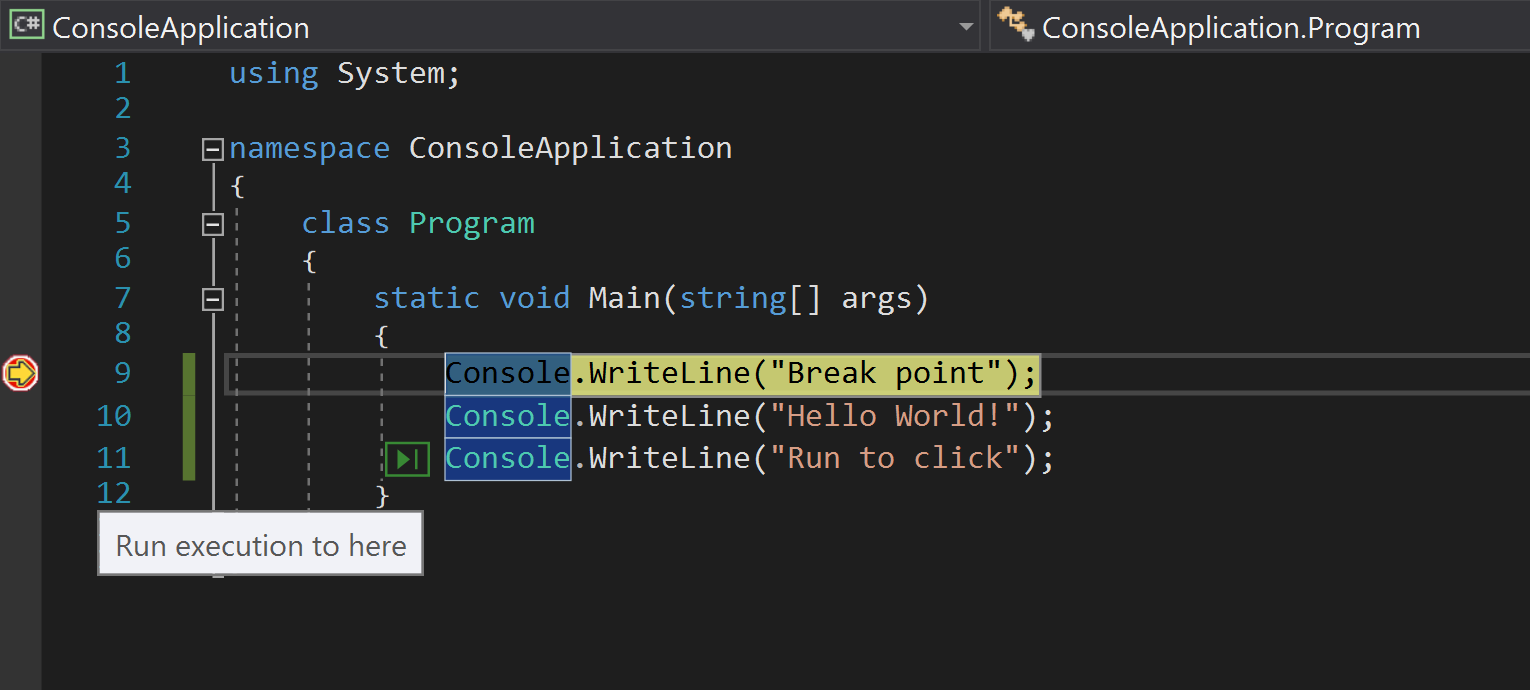 C# ConsoleApplication ConsoleApplication.Program
1 using System;
2
3 namespace ConsoleApplication
4 {
5 class Program
6 {
7 static void Main(string[] args)
8 {
9 Console.WriteLine("Break point");
10 Console.WriteLine("Hello World!");
11 Console.WriteLine("Run to click");
12 }
Run execution to here